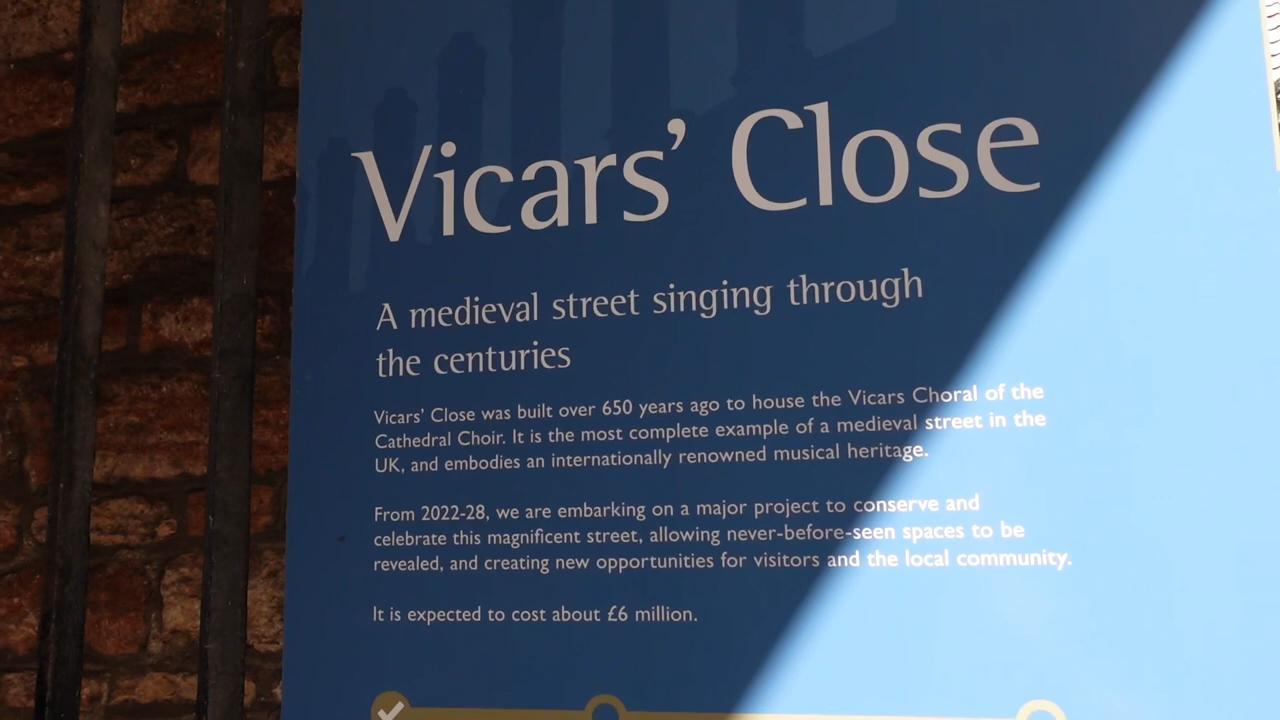 Vicars’ Close
A medieval street singing through
the centuries
Vicars’ Close was built over 650 years ago to house the Vicars Choral of the
Cathedral Choir. It is the most complete example of a medieval street in the
UK, and embodies an internationally renowned musical heritage.
From 2022-28, we are embarking on a major project to conserve and
celebrate this magnificent street, allowing never-before-seen spaces to be
revealed, and creating new opportunities for visitors and the local community.
It is expected to cost about £6 million.